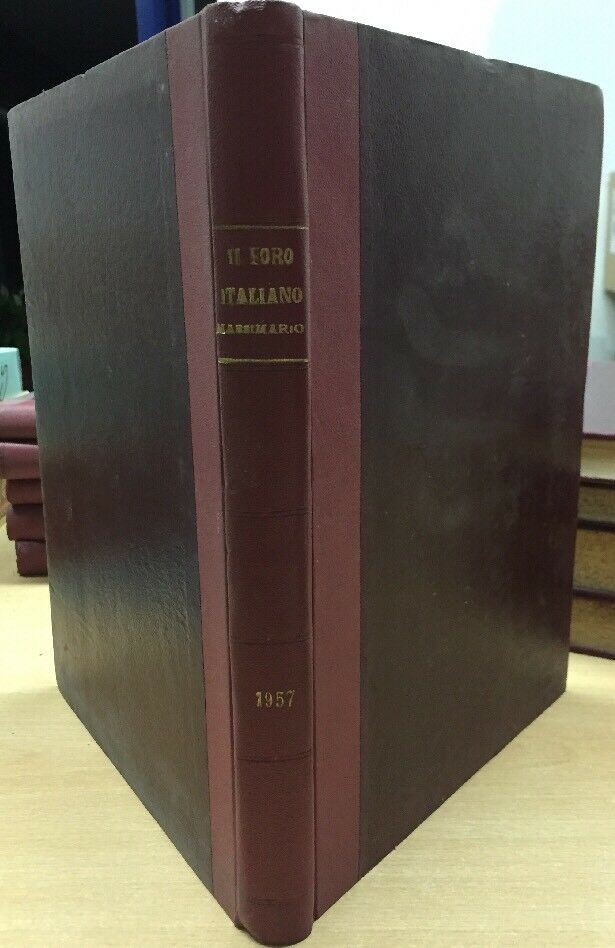 IL FORO
ITALIANO
MASSIMARIO
1957